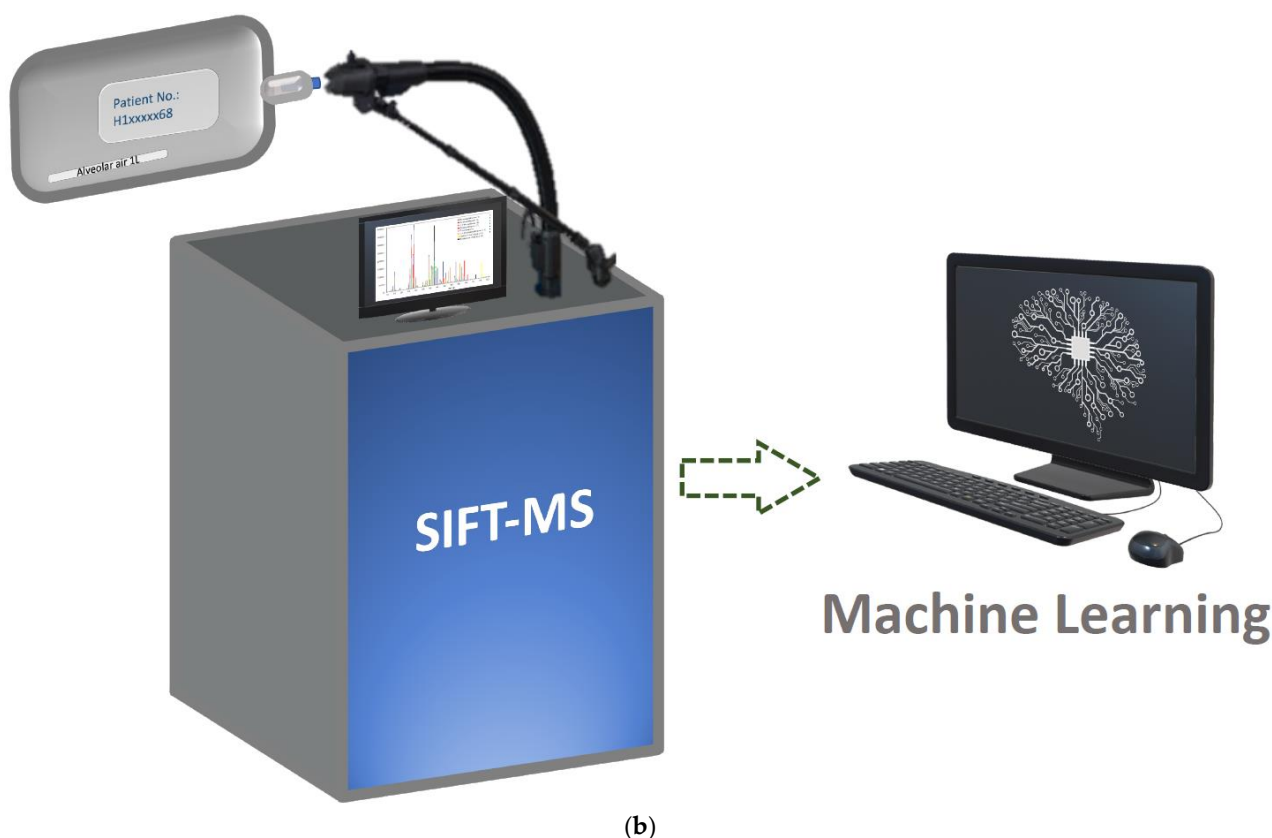 Patient No.:
H1xxxxx68
Alveolar air 1L
SIFT-MS
Machine Learning
(b)